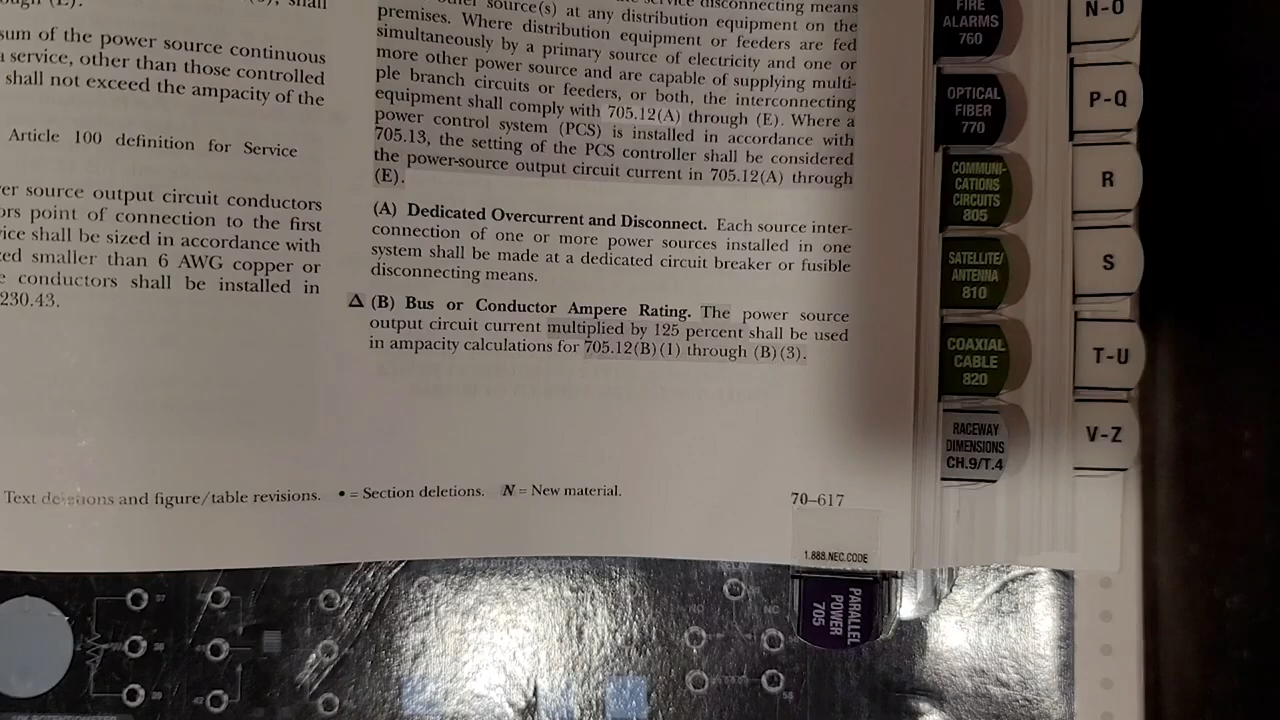 shall
sum of the power source continuous
service, other than those controlled
shall not exceed the ampacity of the
Article 100 definition for Service
er source output circuit conductors
ors point of connection to the first
ice shall be sized in accordance with
ed smaller than 6 AWG copper or
conductors shall be installed in
230.43.
service disconnecting means
source(s) at any distribution equipment on the
premises. Where distribution equipment or feeders are fed
simultaneously by a primary source of electricity and one or
more other power source and are capable of supplying multi-
ple branch circuits or feeders, or both, the interconnecting
equipment shall comply with 705.12(A) through (E). Where a
power control system (PCS) is installed in accordance with
705.13, the setting of the PCS controller shall be considered
the power-source output circuit current in 705.12(A) through
(E).
(A) Dedicated Overcurrent and Disconnect. Each source inter-
connection of one or more power sources installed in one
system shall be made at a dedicated circuit breaker or fusible
disconnecting means.
Δ (B) Bus or Conductor Ampere Rating. The power source
output circuit current multiplied by 125 percent shall be used
in ampacity calculations for 705.12(B)(1) through (B)(3).
Text deletions and figure/table revisions. • = Section deletions. N = New material.
70–617
1.888.NEC.CODE
PARALLEL
POWER
705
FIRE
ALARMS
760
OPTICAL
FIBER
770
COMMUNI-
CATIONS
CIRCUITS
805
SATELLITE/
ANTENNA
810
COAXIAL
CABLE
820
RACEWAY
DIMENSIONS
CH.9/T.4
N-O
P-Q
R
S
T-U
V-Z
NO
NC